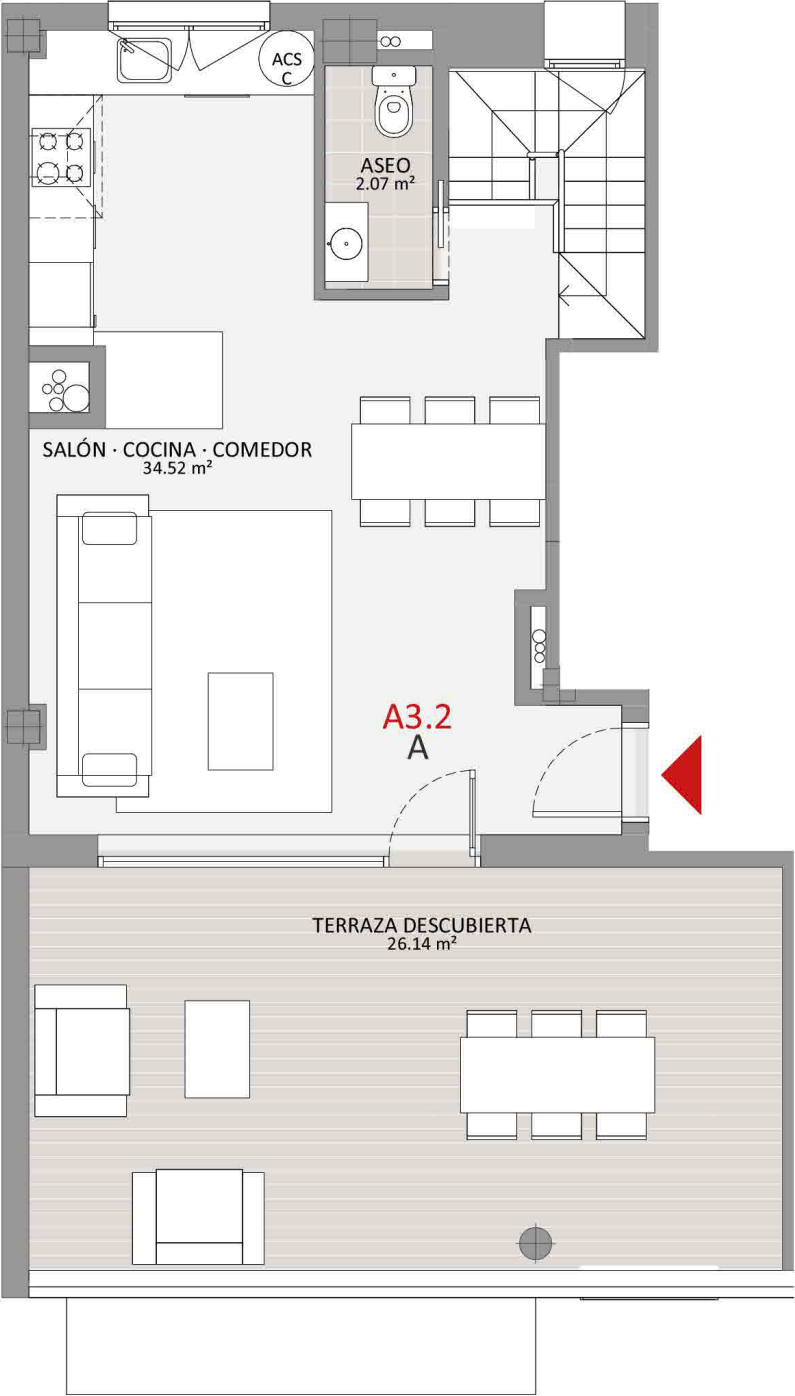 ACS
C
ASEO
2.07 m²
SALÓN · COCINA · COMEDOR
34.52 m²
A3.2
A
TERRAZA DESCUBIERTA
26.14 m²